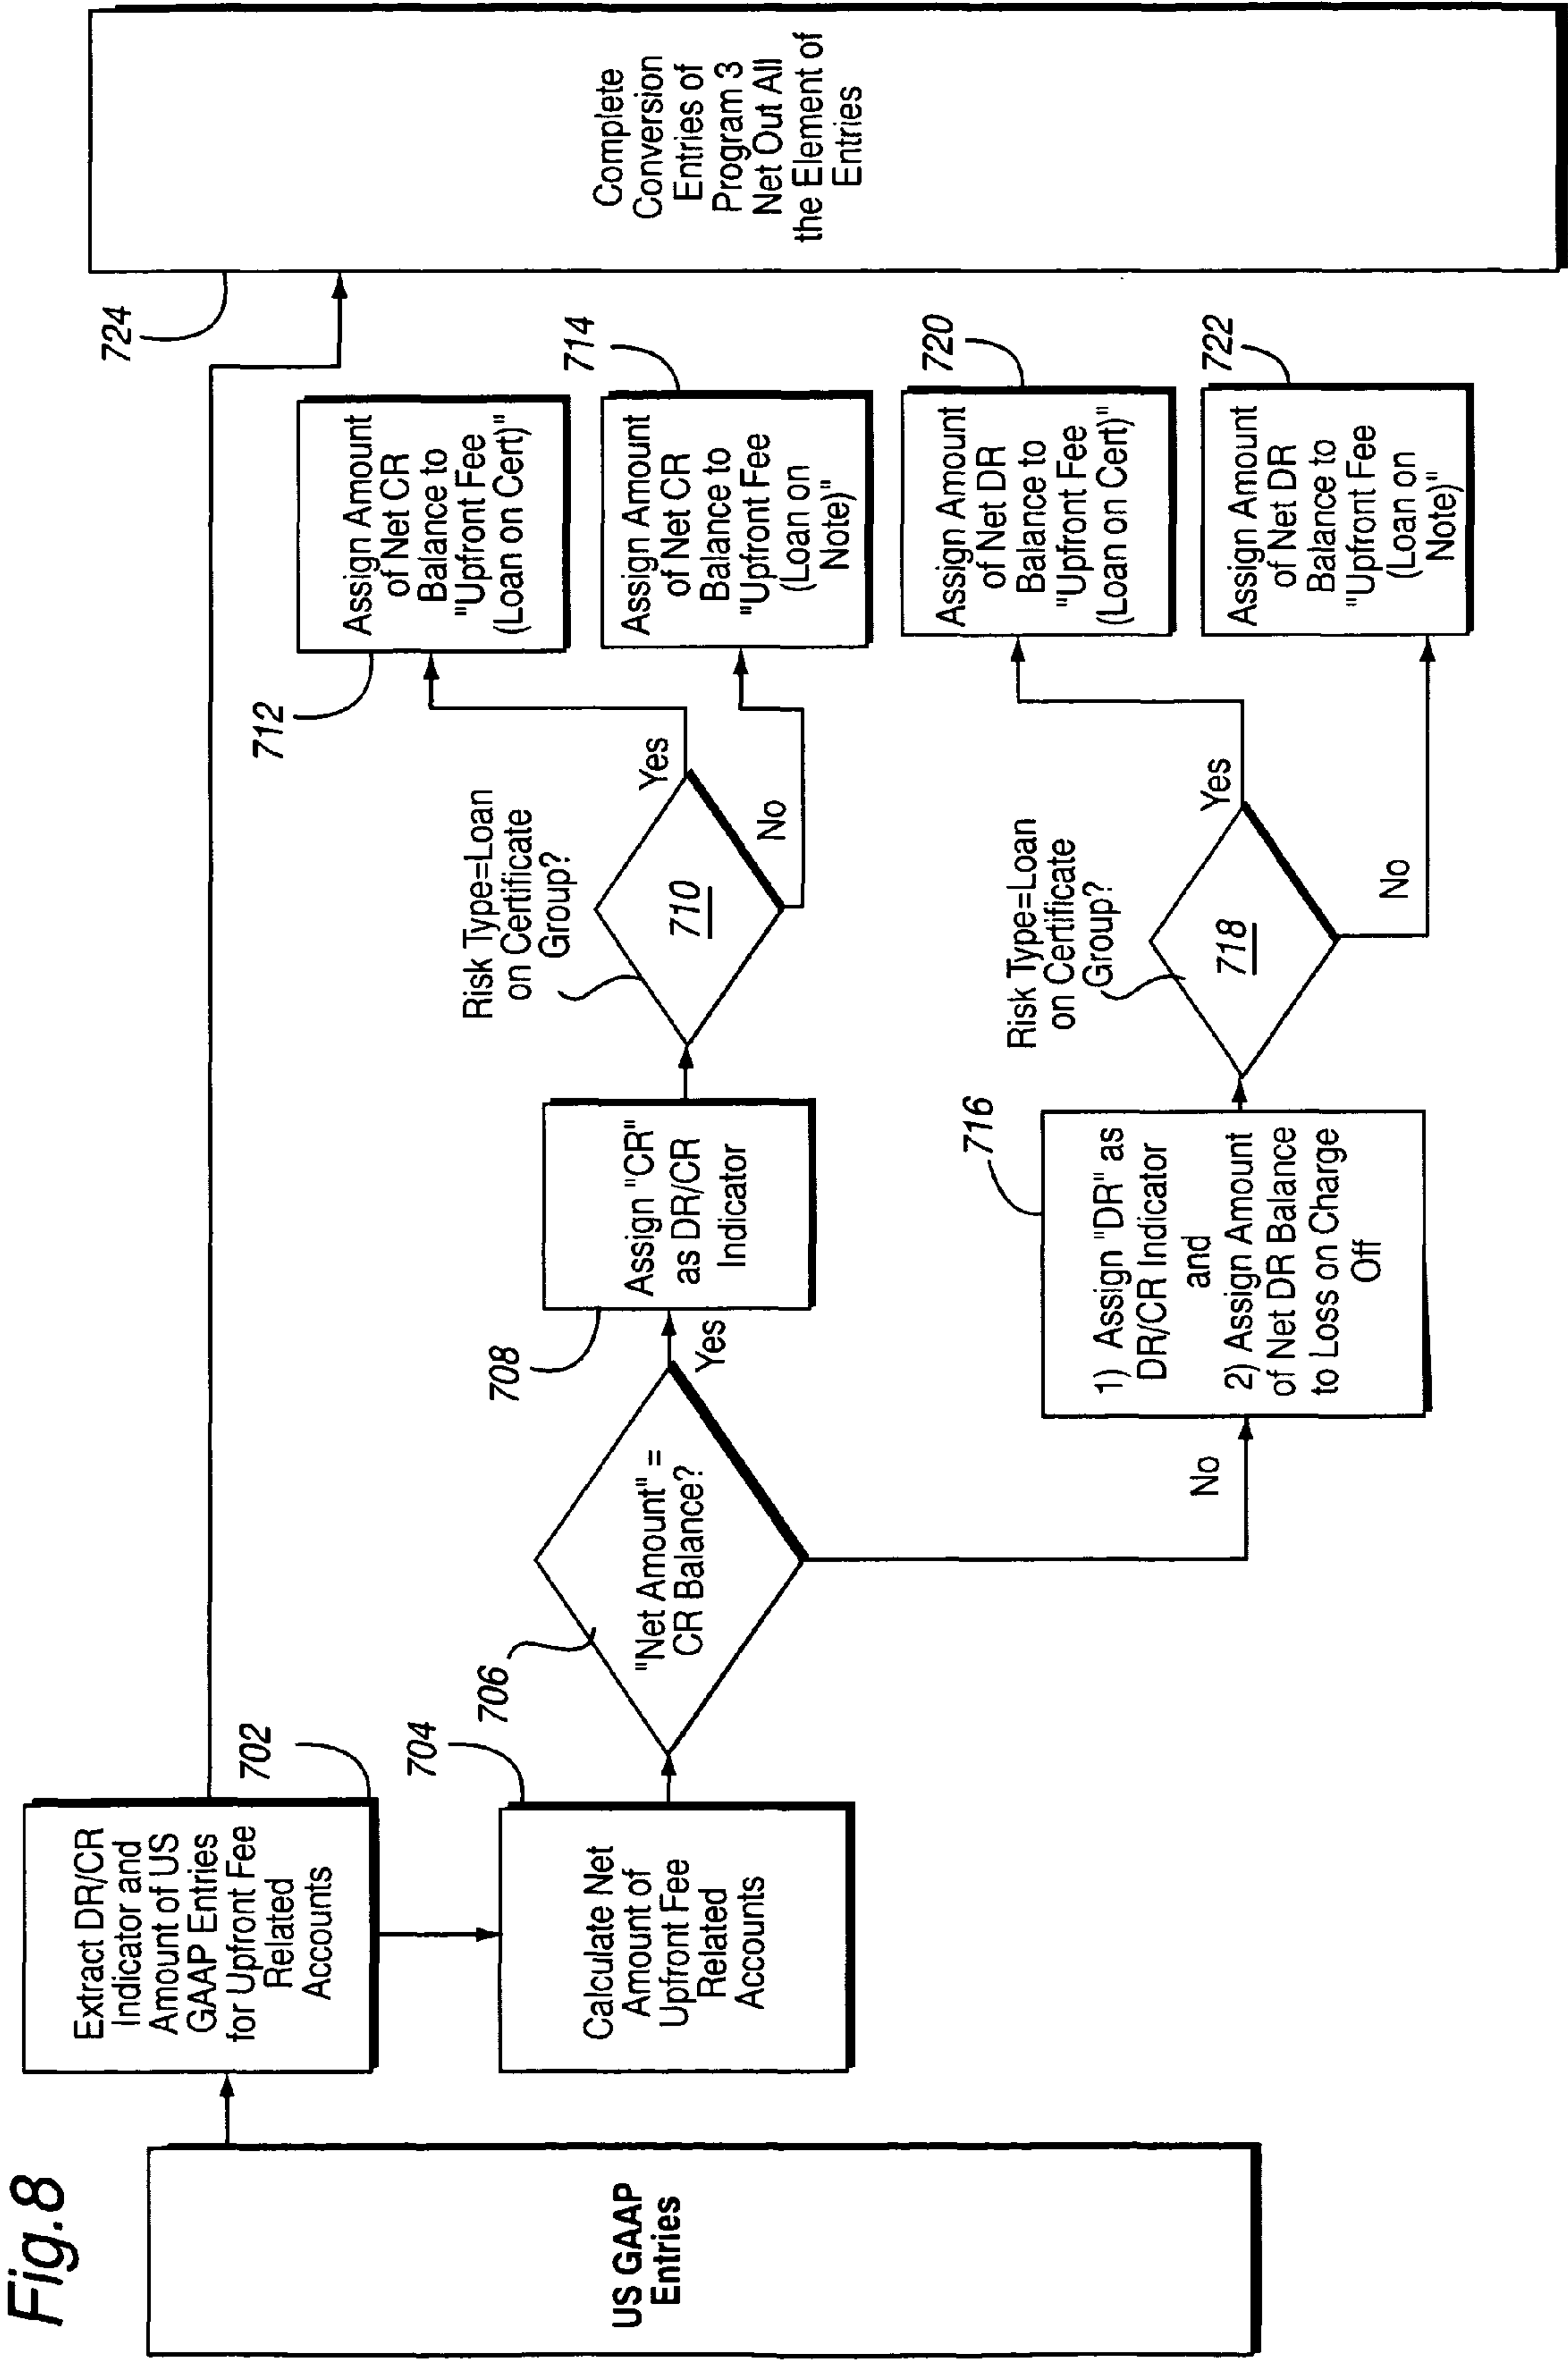 Fig.8
US GAAP
Entries
Extract DR/CR
Indicator and
Amount of US
GAAP Entries
for Upfront Fee
Related
Accounts
702
Calculate Net
Amount of
Upfront Fee
Related
Accounts
704
"Net Amount" =
CR Balance?
706
Yes
No
Assign "CR"
as DR/CR
Indicator
708
Risk Type=Loan
on Certificate
Group?
710
Yes
No
Assign Amount
of Net CR
Balance to
"Upfront Fee
(Loan on Cert)"
712
Assign Amount
of Net CR
Balance to
"Upfront Fee
(Loan on
Note)"
714
1) Assign "DR" as
DR/CR Indicator
and
2) Assign Amount
of Net DR Balance
to Loss on Charge
Off
716
Risk Type=Loan
on Certificate
Group?
718
Yes
No
Assign Amount
of Net DR
Balance to
"Upfront Fee
(Loan on Cert)"
720
Assign Amount
of Net DR
Balance to
"Upfront Fee
(Loan on
Note)"
722
Complete
Conversion
Entries of
Program 3
Net Out All
the Element of
Entries
724